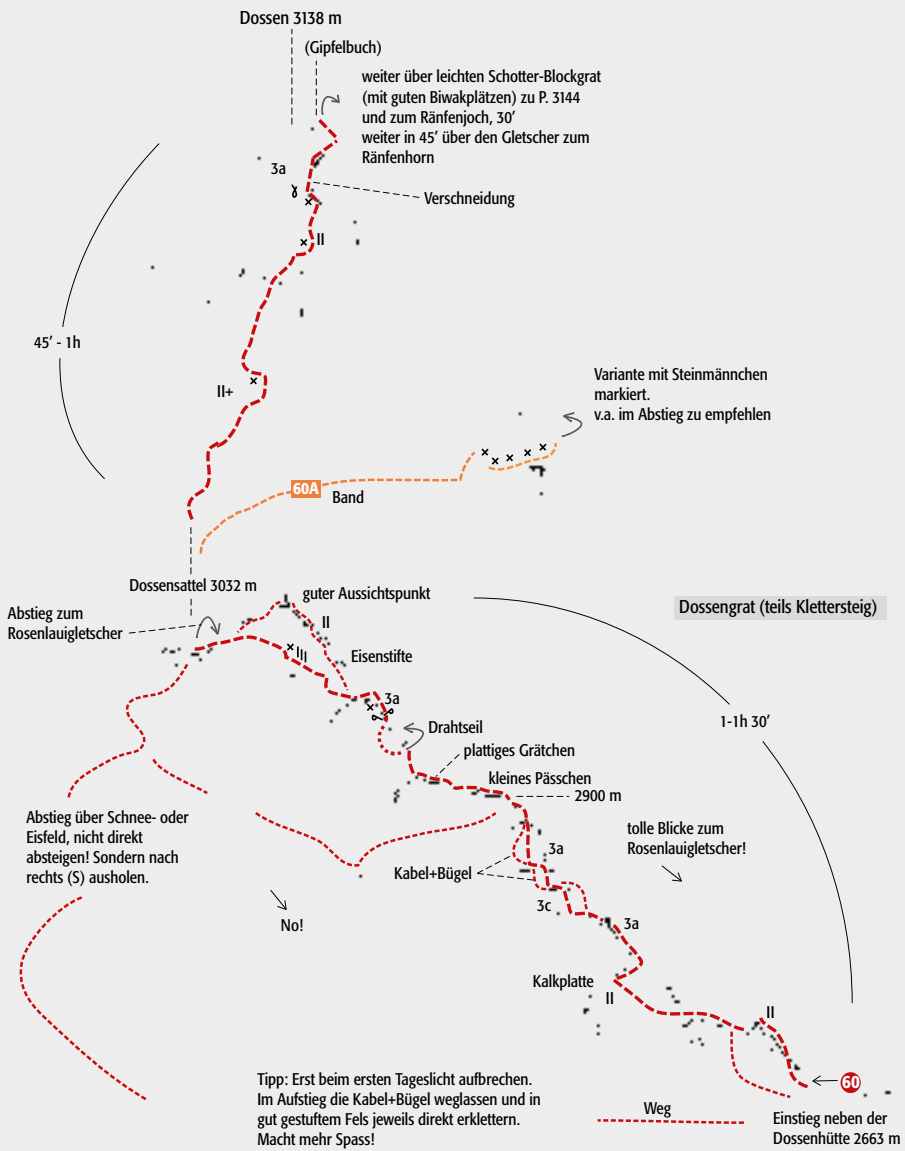 Dossen 3138 m
(Gipfelbuch)
weiter über leichten Schotter-Blockgrat
(mit guten Biwakplätzen) zu P. 3144
und zum Ränfenjoch, 30'
weiter in 45' über den Gletscher zum
Ränfenhorn
3a
Verschneidung
II
45' - 1h
II+
Variante mit Steinmännchen
markiert.
v.a. im Abstieg zu empfehlen
60A
Band
Dossensattel 3032 m
guter Aussichtspunkt
Abstieg zum
Rosenlauigletscher
Dossengrat (teils Klettersteig)
II
III
Eisenstifte
3a
1-1h 30'
Drahtseil
plattiges Grätchen
kleines Pässchen
2900 m
Abstieg über Schnee- oder
Eisfeld, nicht direkt
absteigen! Sondern nach
rechts (S) ausholen.
tolle Blicke zum
Rosenlauigletscher!
3a
Kabel+Bügel
3c
No!
3a
Kalkplatte
II
II
Tipp: Erst beim ersten Tageslicht aufbrechen.
Im Aufstieg die Kabel+Bügel weglassen und in
gut gestuftem Fels jeweils direkt erklettern.
Macht mehr Spass!
Weg
60
Einstieg neben der
Dossenhütte 2663 m